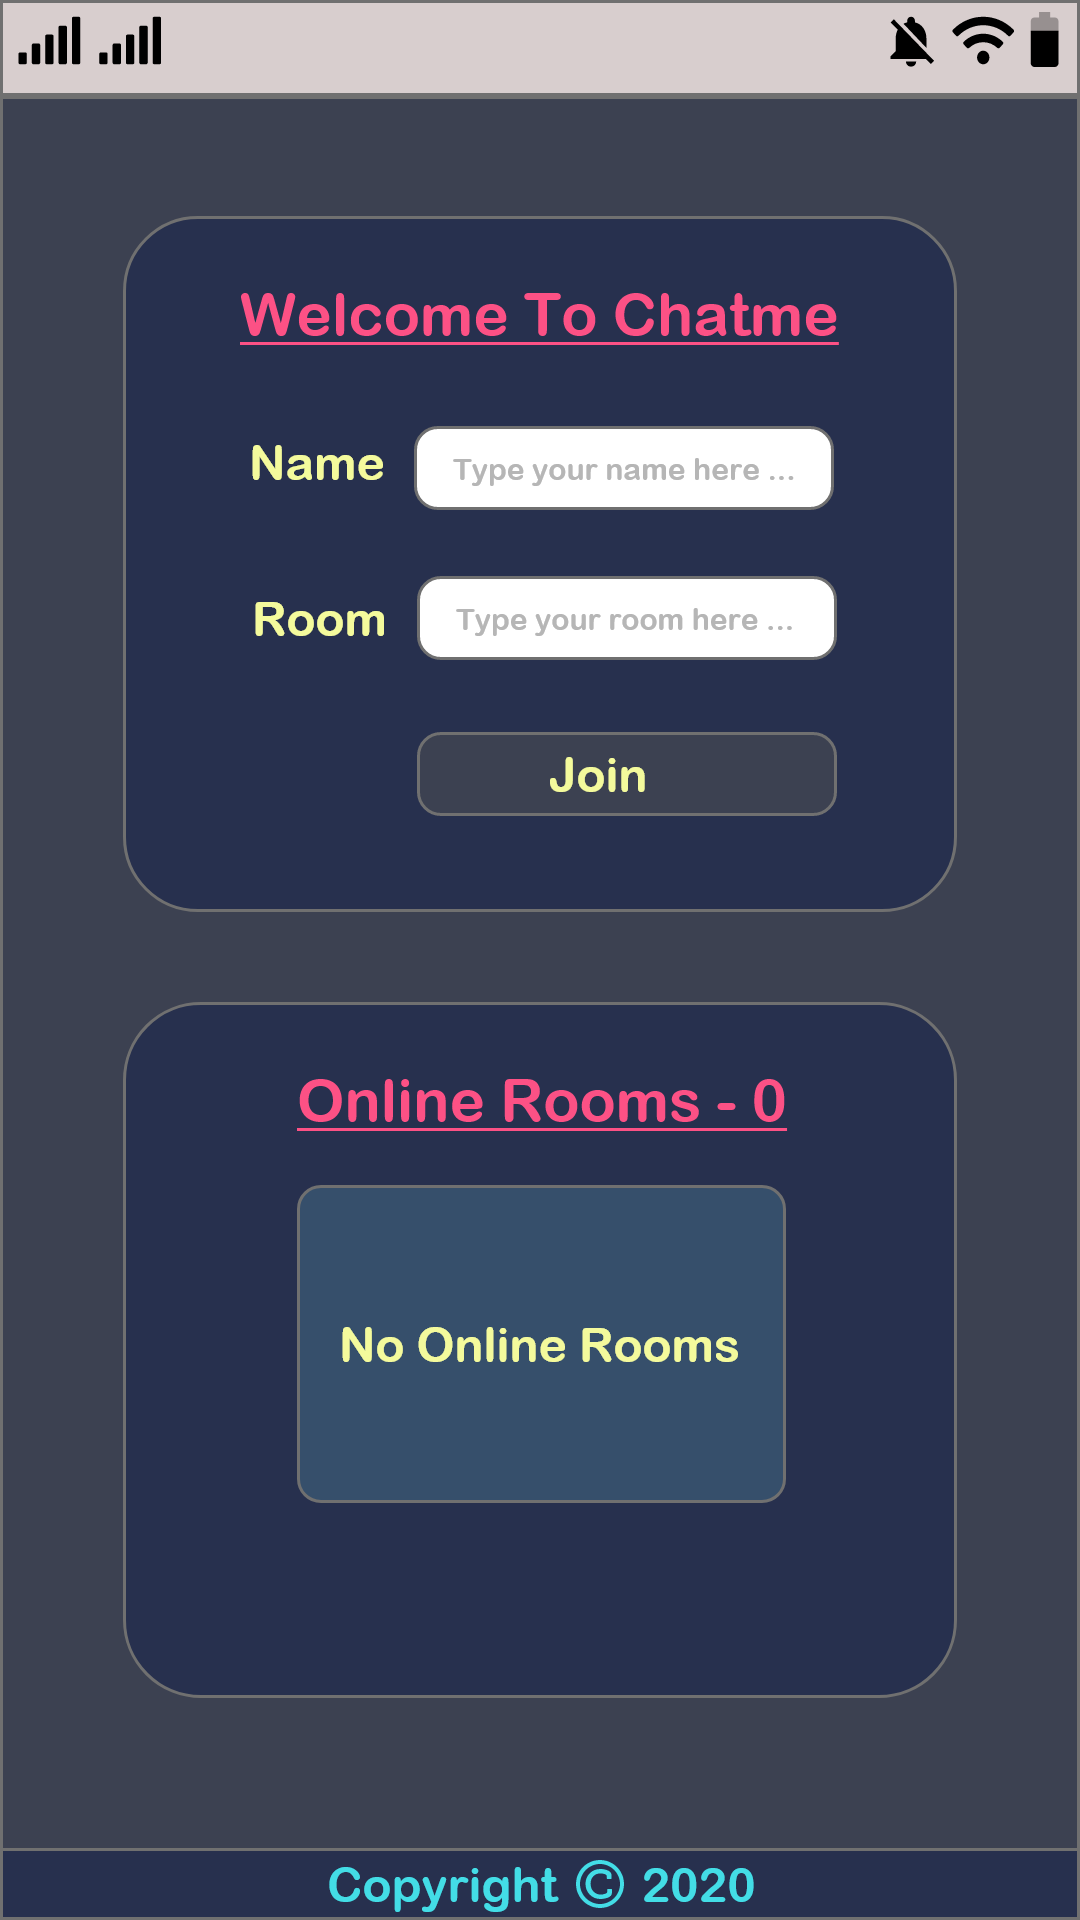 Welcome To Chatme
Name
Type your name here ...
Room
Type your room here ...
Join
Online Rooms - 0
No Online Rooms
Copyright © 2020